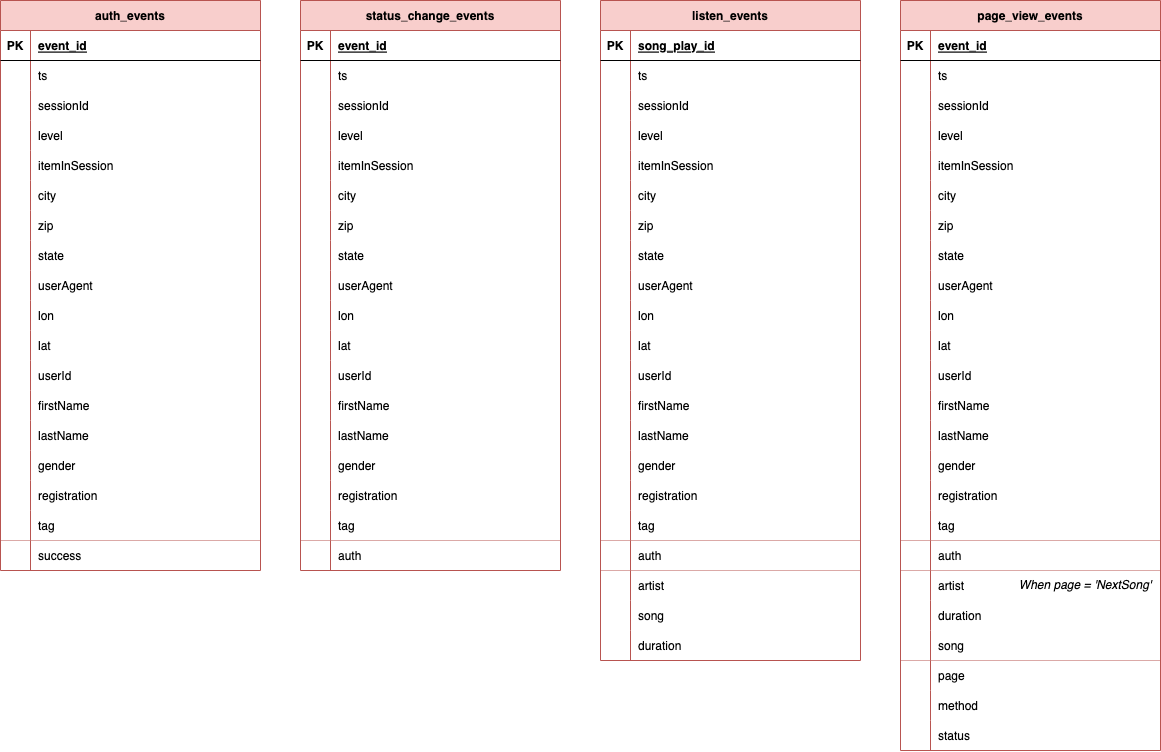 auth_events
PK event_id
ts
sessionId
level
itemInSession
city
zip
state
userAgent
lon
lat
userId
firstName
lastName
gender
registration
tag
success
status_change_events
PK event_id
ts
sessionId
level
itemInSession
city
zip
state
userAgent
lon
lat
userId
firstName
lastName
gender
registration
tag
auth
listen_events
PK song_play_id
ts
sessionId
level
itemInSession
city
zip
state
userAgent
lon
lat
userId
firstName
lastName
gender
registration
tag
auth
artist
song
duration
page_view_events
PK event_id
ts
sessionId
level
itemInSession
city
zip
state
userAgent
lon
lat
userId
firstName
lastName
gender
registration
tag
auth
artist When page = 'NextSong'
duration
song
page
method
status